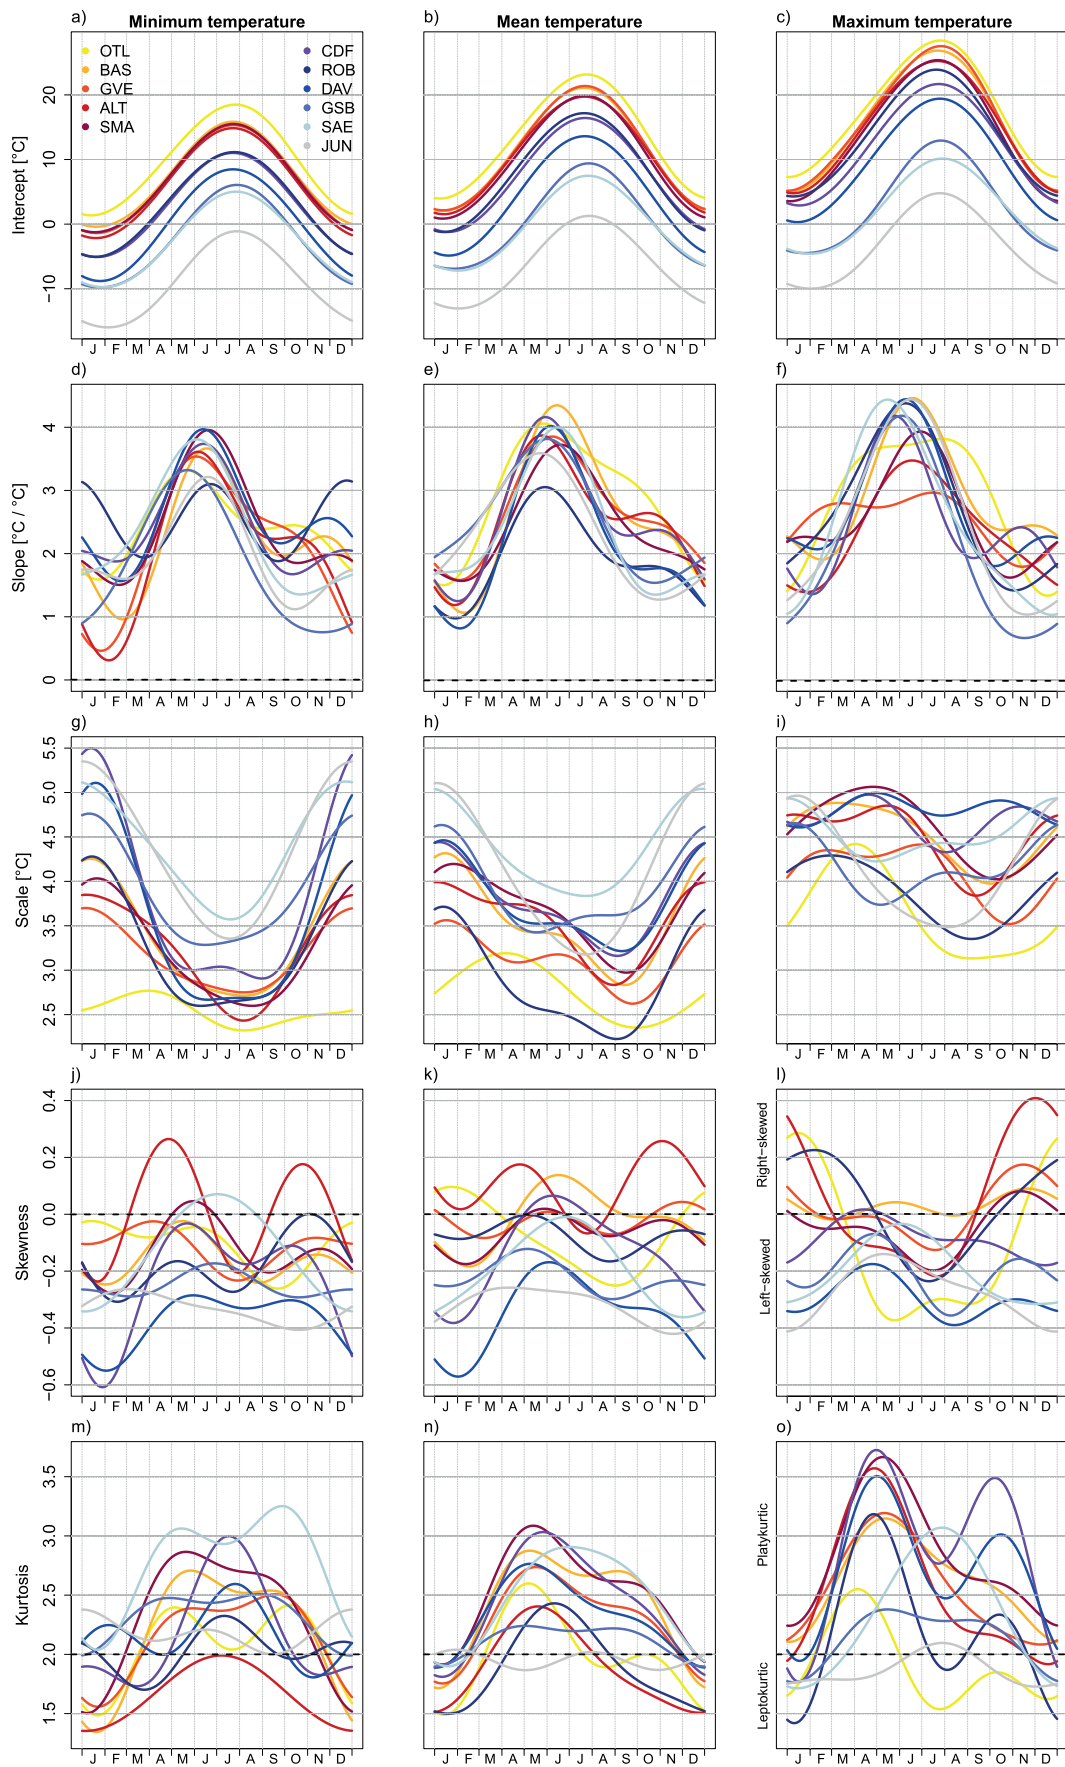 a) Minimum temperature b) Mean temperature c) Maximum temperature
OTL CDF
BAS ROB
GVE DAV
ALT GSB
SMA SAE
JUN
Intercept [°C]
20
10
0
−10
J F M A M J J A S O N D J F M A M J J A S O N D J F M A M J J A S O N D
d) e) f)
Slope [°C / °C]
4
3
2
1
0
J F M A M J J A S O N D J F M A M J J A S O N D J F M A M J J A S O N D
g) h) i)
Scale [°C]
5.5
5.0
4.5
4.0
3.5
3.0
2.5
J F M A M J J A S O N D J F M A M J J A S O N D J F M A M J J A S O N D
j) k) l)
Skewness
0.4
0.2
0.0
−0.2
−0.4
−0.6
Right−skewed
Left−skewed
J F M A M J J A S O N D J F M A M J J A S O N D J F M A M J J A S O N D
m) n) o)
Kurtosis
3.5
3.0
2.5
2.0
1.5
Platykurtic
Leptokurtic
J F M A M J J A S O N D J F M A M J J A S O N D J F M A M J J A S O N D